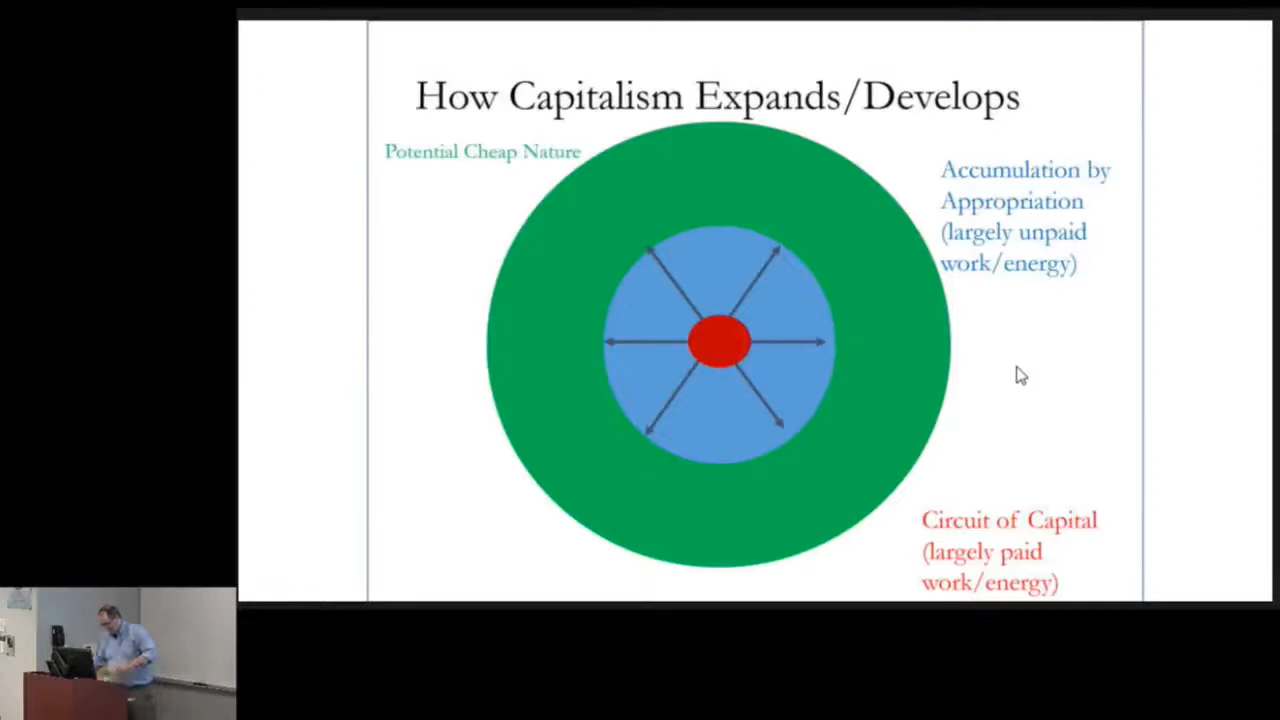 How Capitalism Expands/Develops
Potential Cheap Nature
Accumulation by
Appropriation
(largely unpaid
work/energy)
Circuit of Capital
(largely paid
work/energy)